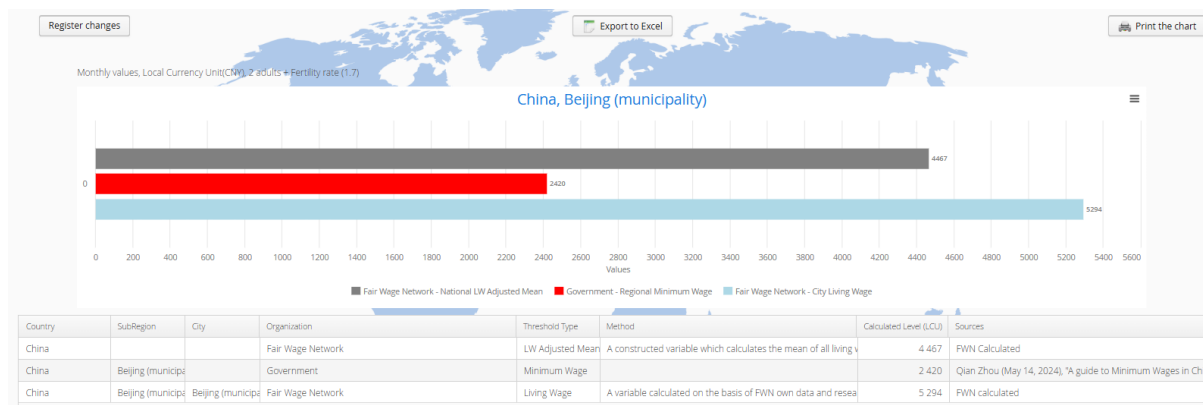 Register changes
Export to Excel
Print the chart
Monthly values, Local Currency Unit(CNY), 2 adults + Fertility rate (1.7)
China, Beijing (municipality)
4467
0
2420
5294
0 200 400 600 800 1000 1200 1400 1600 1800 2000 2200 2400 2600 2800 3000 3200 3400 3600 3800 4000 4200 4400 4600 4800 5000 5200 5400 5600
Values
Fair Wage Network - National LW Adjusted Mean Government - Regional Minimum Wage Fair Wage Network - City Living Wage
Country SubRegion City Organization Threshold Type Method Calculated Level (LCU) Sources
China Fair Wage Network LW Adjusted Mean A constructed variable which calculates the mean of all living 4 467 FWN Calculated
China Beijing (municipa Government Minimum Wage 2 420 Qian Zhou (May 14, 2024), "A guide to Minimum Wages in Ch
China Beijing (municipa Beijing (municipa Fair Wage Network Living Wage A variable calculated on the basis of FWN own data and resea 5 294 FWN calculated